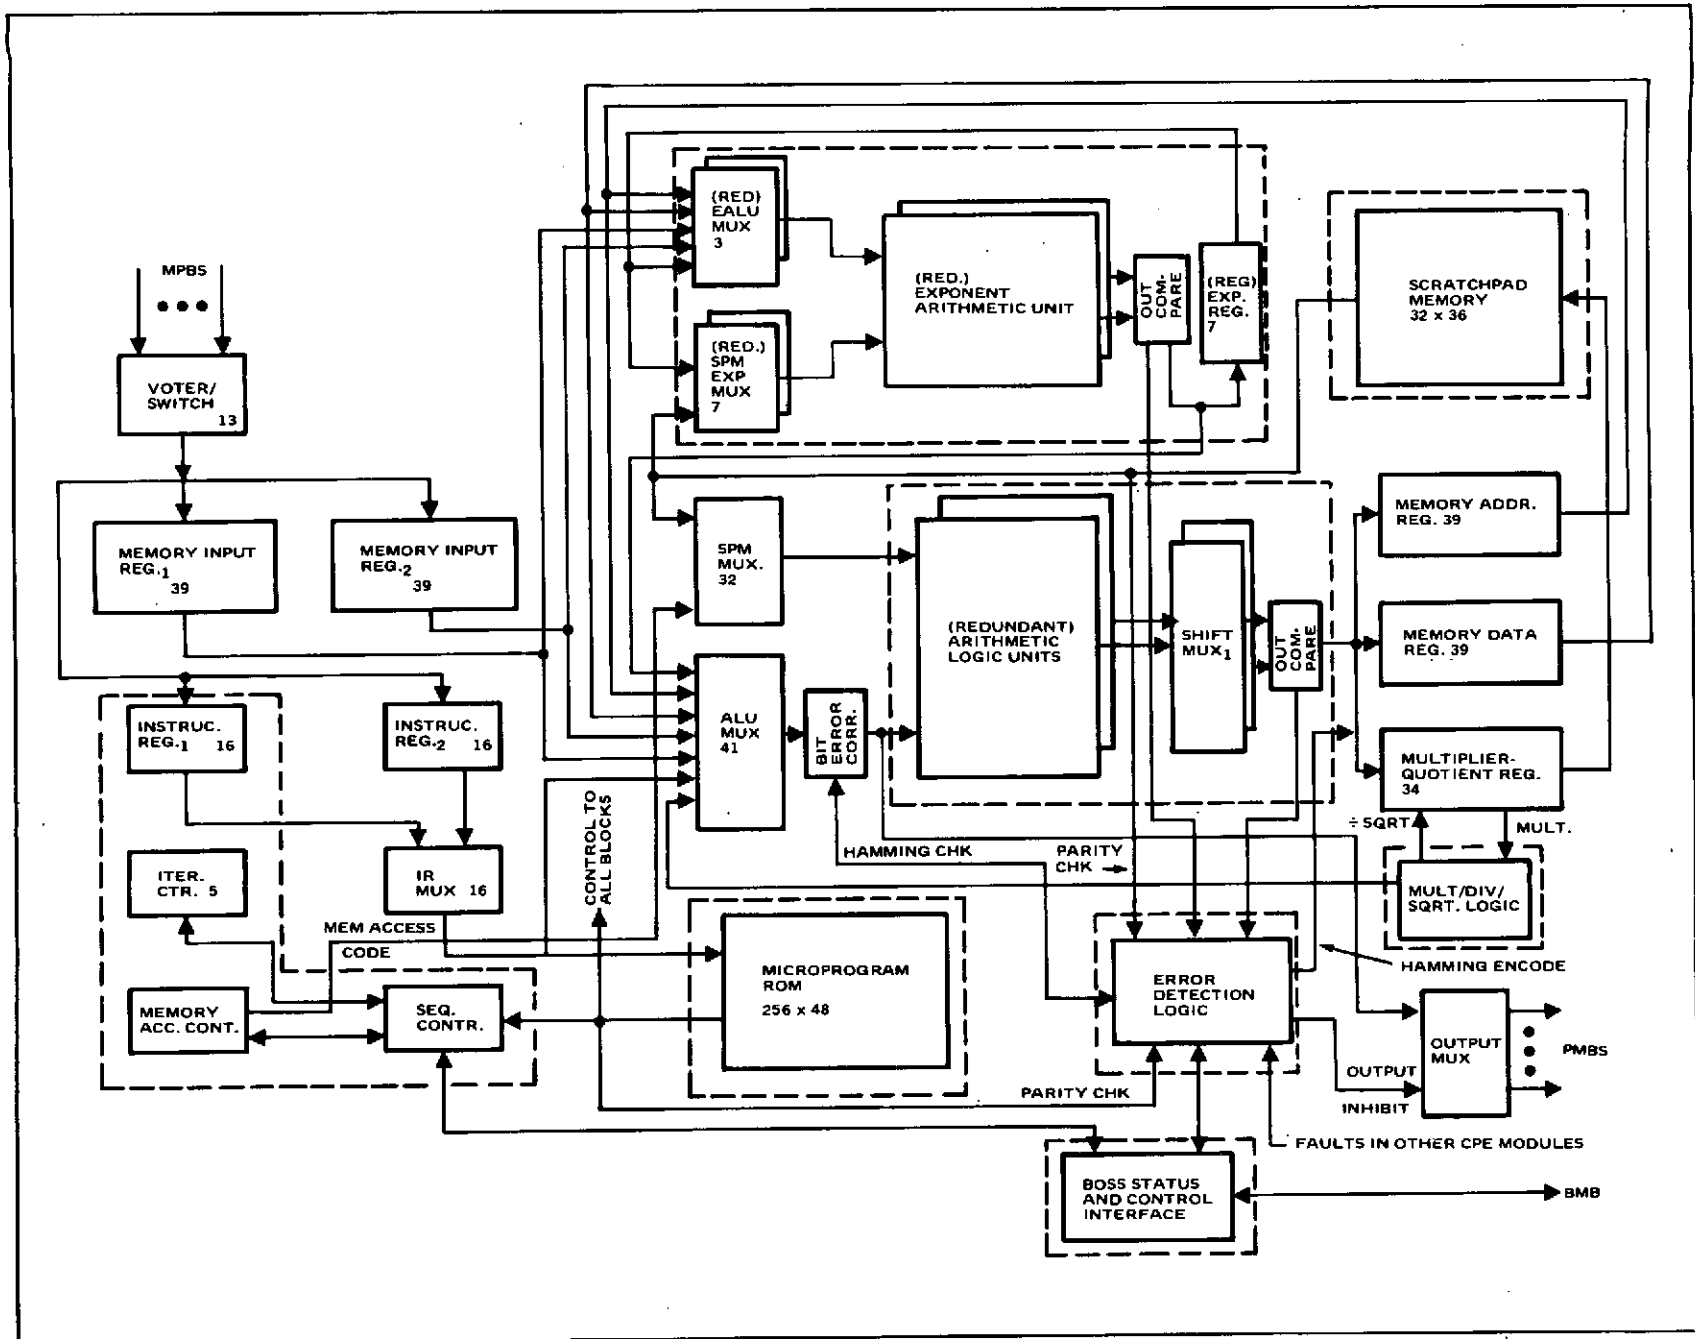 MPBS
VOTER/
SWITCH
13
MEMORY INPUT
REG.1
39
MEMORY INPUT
REG.2
39
INSTRUC.
REG.1 16
INSTRUC.
REG.2 16
ITER.
CTR. 5
IR
MUX 16
MEM ACCESS
CODE
MEMORY
ACC. CONT.
SEQ.
CONTR.
CONTROL TO
ALL BLOCKS
(RED)
EALU
MUX
3
(RED.)
SPM
EXP
MUX
7
(RED.)
EXPONENT
ARITHMETIC UNIT
OUT
COM-
PARE
(REG)
EXP.
REG.
7
SCRATCHPAD
MEMORY
32 x 36
SPM
MUX.
32
ALU
MUX
41
BIT
ERROR
CORR.
(REDUNDANT)
ARITHMETIC
LOGIC UNITS
SHIFT
MUX1
OUT
COM-
PARE
MEMORY ADDR.
REG. 39
MEMORY DATA
REG. 39
MULTIPLIER-
QUOTIENT REG.
34
÷SQRT
MULT.
MULT/DIV/
SQRT. LOGIC
HAMMING CHK
PARITY
CHK
MICROPROGRAM
ROM
256 x 48
ERROR
DETECTION
LOGIC
HAMMING ENCODE
OUTPUT
MUX
PMBS
OUTPUT
INHIBIT
PARITY CHK
FAULTS IN OTHER CPE MODULES
BOSS STATUS
AND CONTROL
INTERFACE
BMB